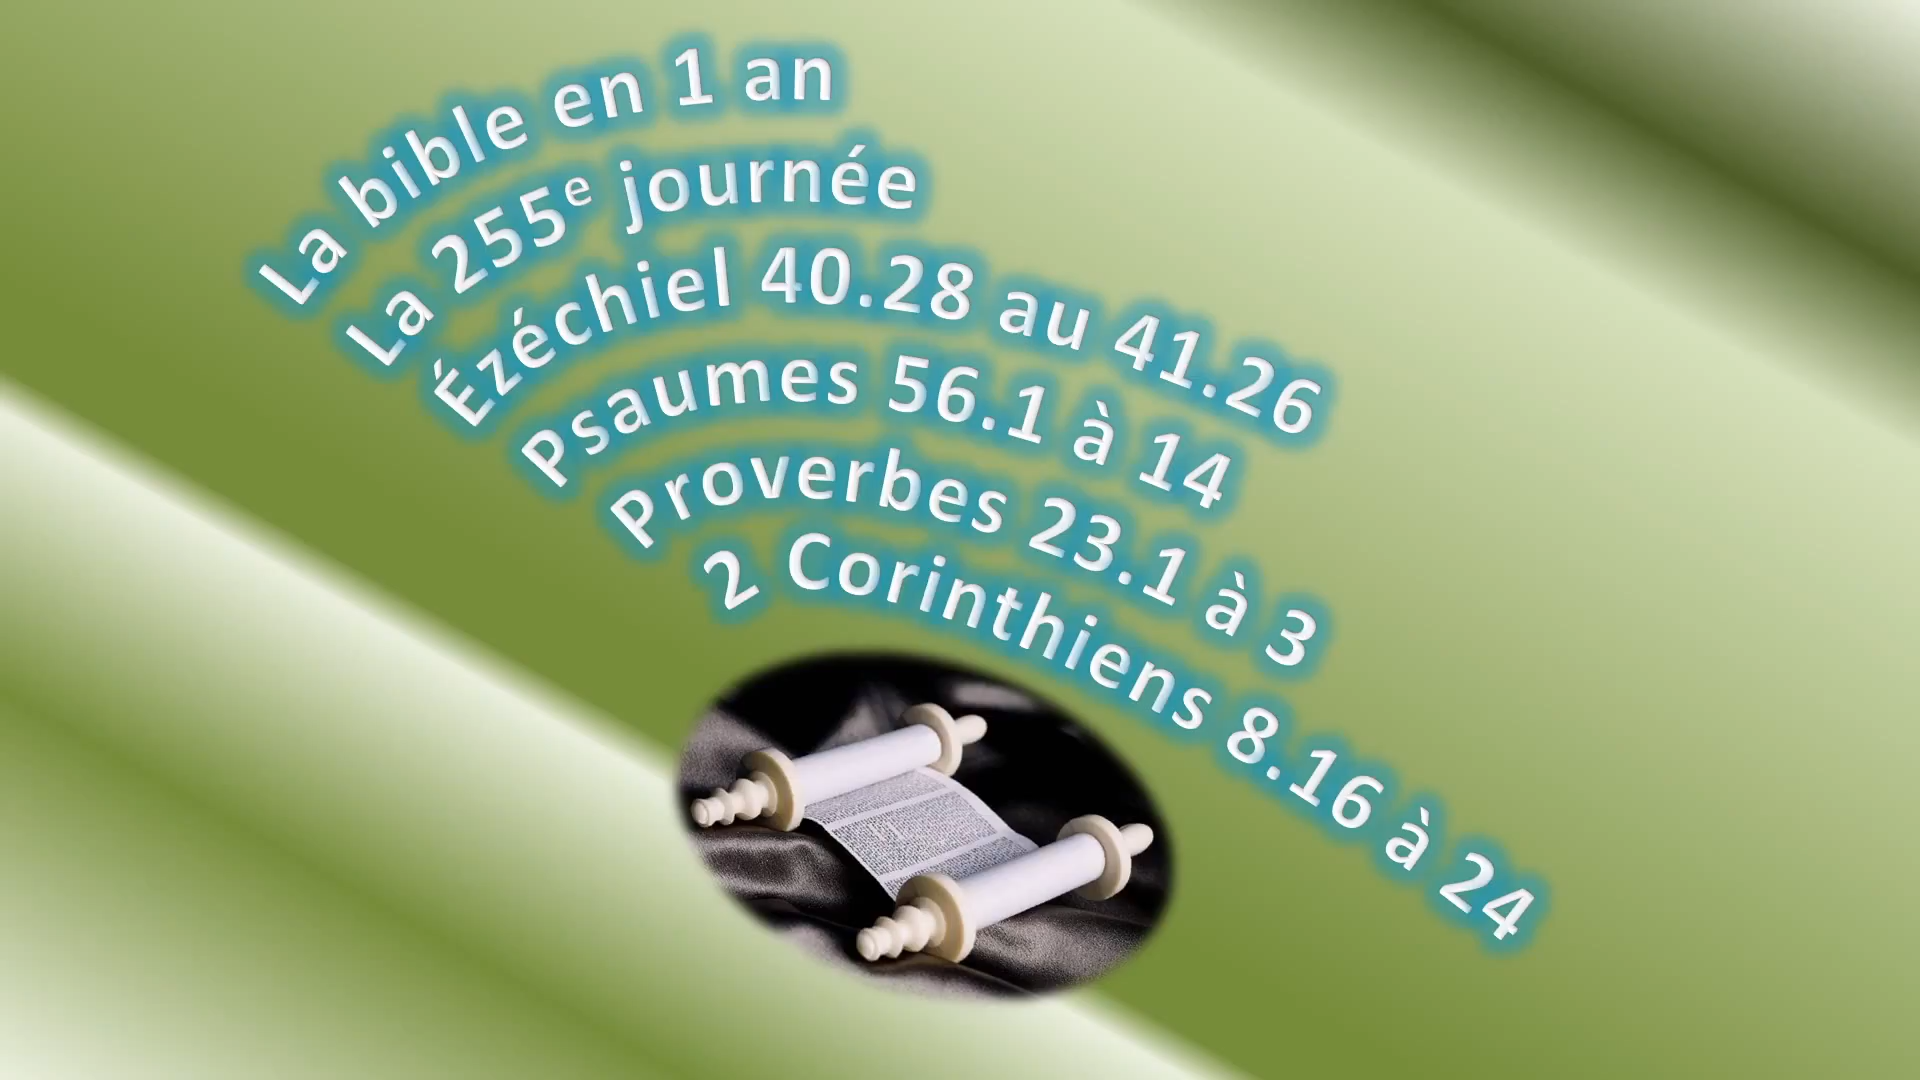 La bible en 1 an
La 255e journée
Ézéchiel 40.28 au 41.26
Psaumes 56.1 à 14
Proverbes 23.1 à 3
2 Corinthiens 8.16 à 24